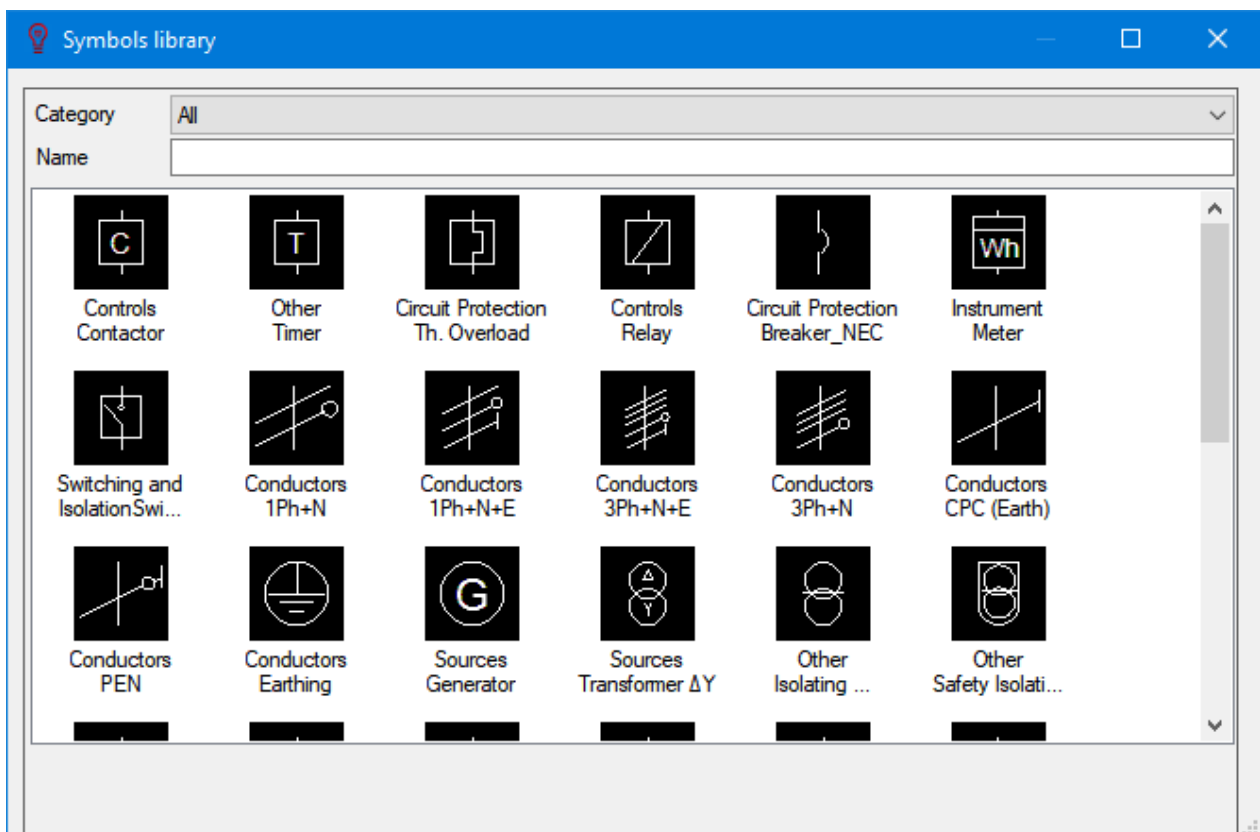 Symbols library
Category All
Name
C T Wh
Controls Other Circuit Protection Controls Circuit Protection Instrument
Contactor Timer Th. Overload Relay Breaker_NEC Meter
Switching and Conductors Conductors Conductors Conductors Conductors
IsolationSwi... 1Ph+N 1Ph+N+E 3Ph+N+E 3Ph+N CPC (Earth)
G Δ
Y
Conductors Conductors Sources Sources Other Other
PEN Earthing Generator Transformer ΔY Isolating ... Safety Isolati...